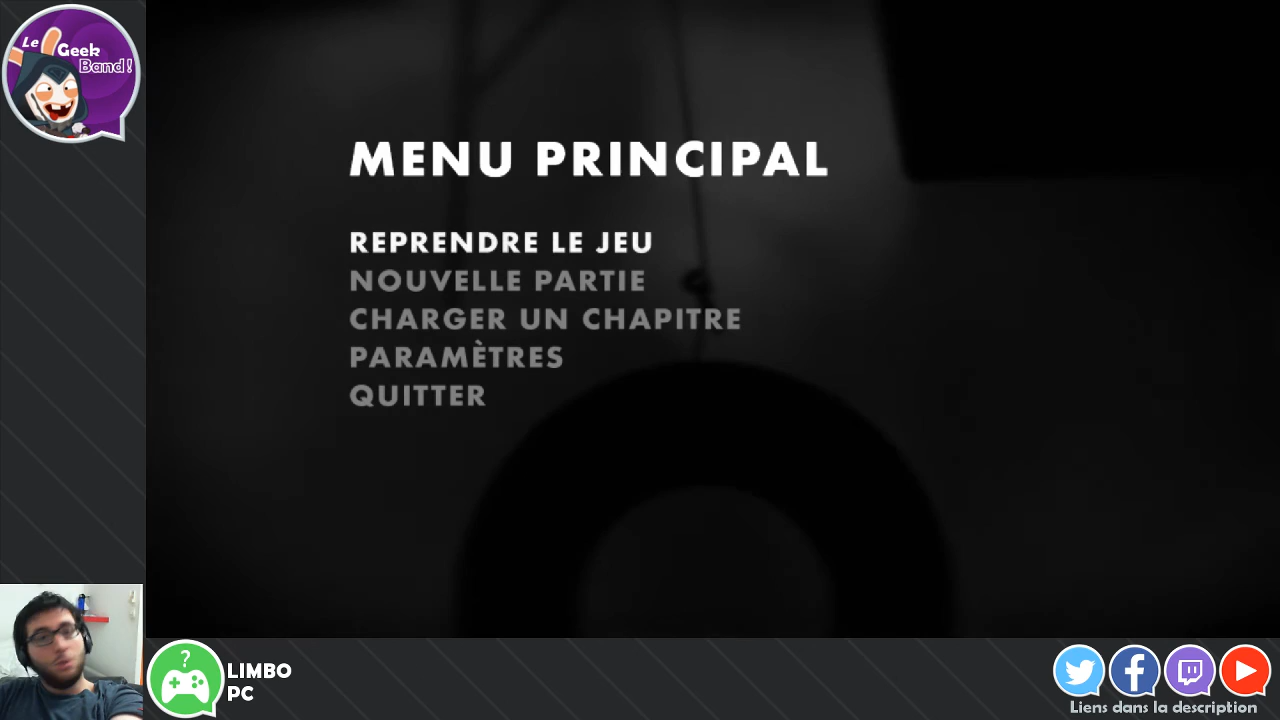 Le
Geek
Band!
MENU PRINCIPAL
REPRENDRE LE JEU
NOUVELLE PARTIE
CHARGER UN CHAPITRE
PARAMÈTRES
QUITTER
?
LIMBO
PC
Liens dans la description